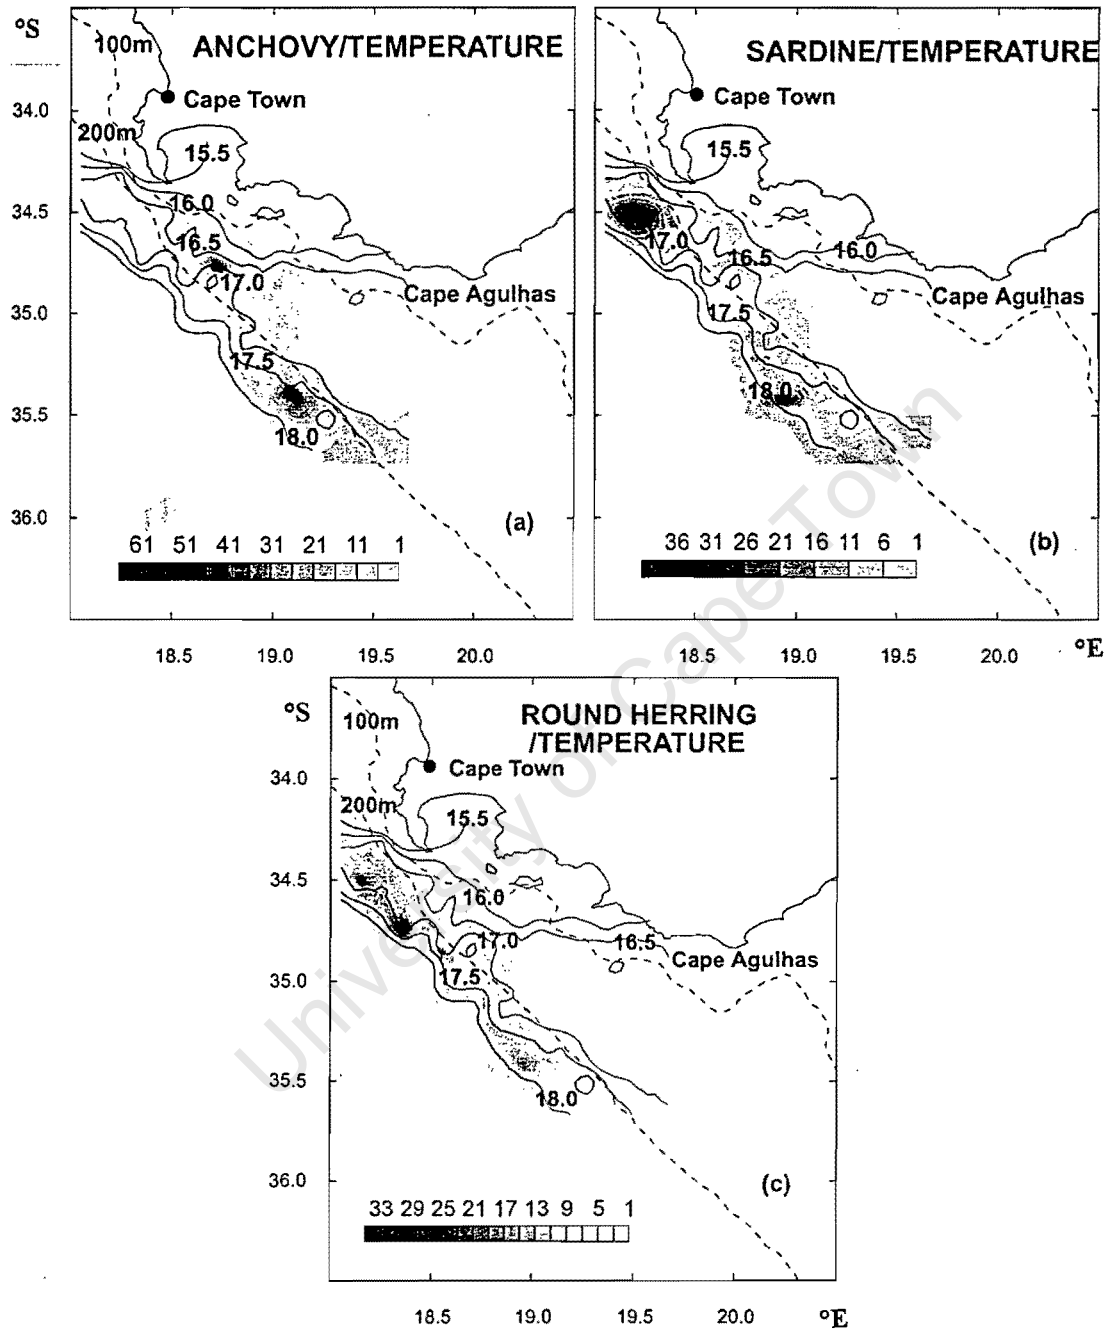 °S
100m
ANCHOVY/TEMPERATURE
Cape Town
34.0
200m
15.5
34.5
16.0
16.5
17.0
Cape Agulhas
35.0
17.5
35.5
18.0
36.0
(a)
61 51 41 31 21 11 1
18.5 19.0 19.5 20.0
SARDINE/TEMPERATURE
Cape Town
15.5
17.0
16.5
16.0
Cape Agulhas
17.5
18.0
(b)
36 31 26 21 16 11 6 1
18.5 19.0 19.5 20.0
°E
°S
100m
ROUND HERRING
/TEMPERATURE
Cape Town
34.0
200m
15.5
34.5
16.0
17.0
16.5
Cape Agulhas
35.0
17.5
35.5
18.0
36.0
(c)
33 29 25 21 17 13 9 5 1
18.5 19.0 19.5 20.0
°E
University of Cape Town